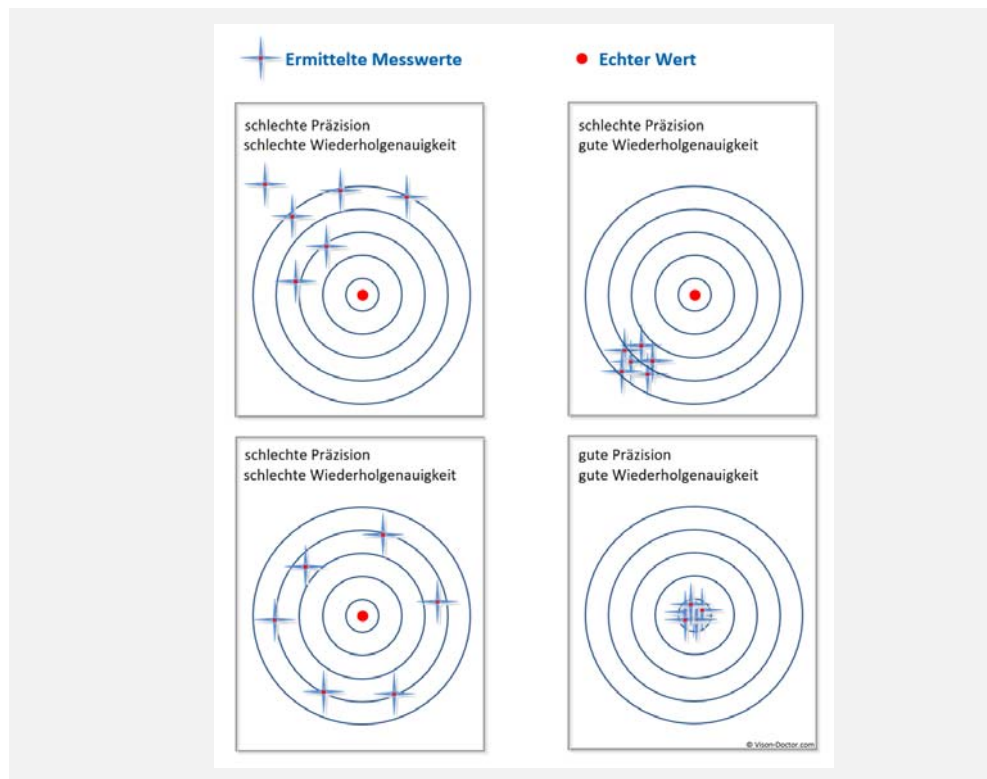 Ermittelte Messwerte
Echter Wert
schlechte Präzision
schlechte Wiederholgenauigkeit
schlechte Präzision
gute Wiederholgenauigkeit
schlechte Präzision
schlechte Wiederholgenauigkeit
gute Präzision
gute Wiederholgenauigkeit
© Vison-Doctor.com